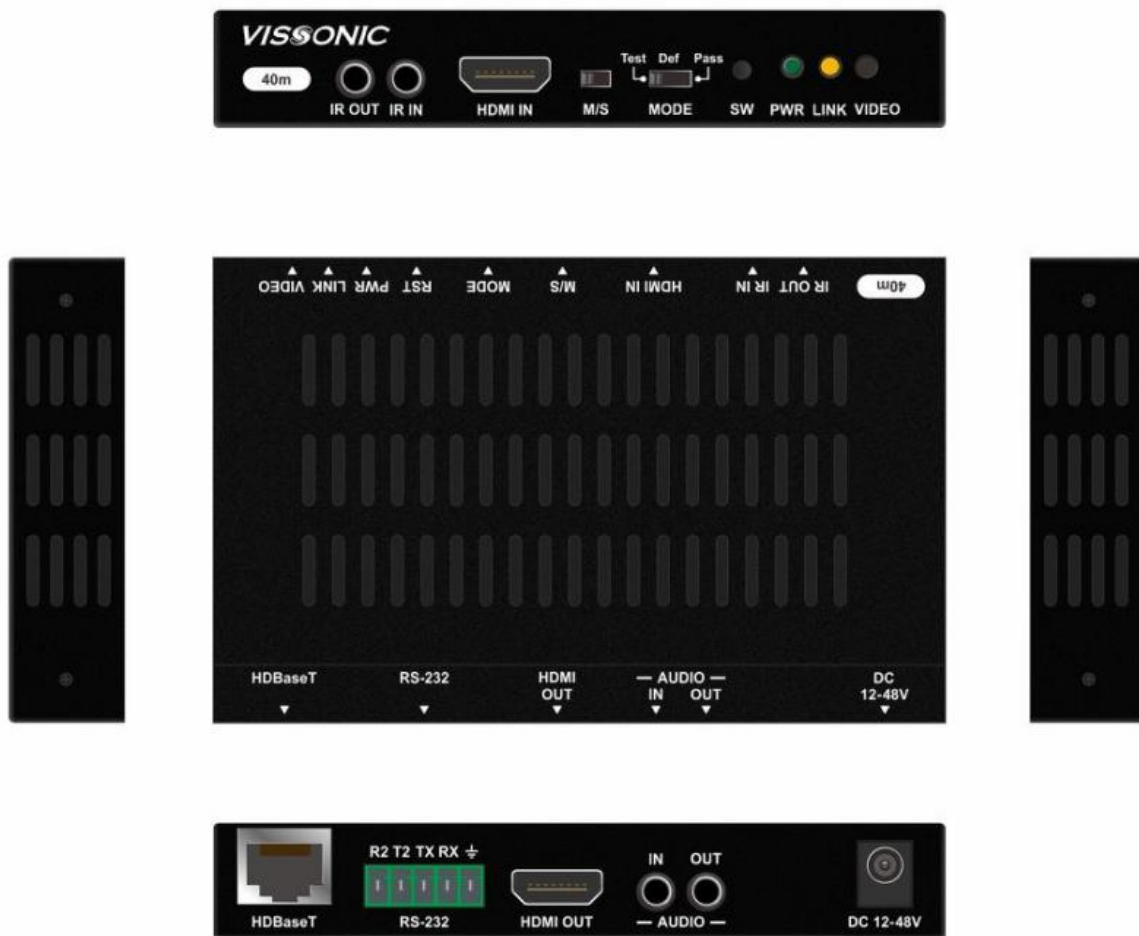 VISSONIC
Test Def Pass
40m
IR OUT IR IN HDMI IN M/S MODE SW PWR LINK VIDEO
VIDEO LINK PWR RST MODE M/S HDMI IN IR IN IR OUT 40m
HDBaseT RS-232 HDMI OUT AUDIO IN OUT DC 12-48V
R2 T2 TX RX
IN OUT
HDBaseT RS-232 HDMI OUT AUDIO DC 12-48V